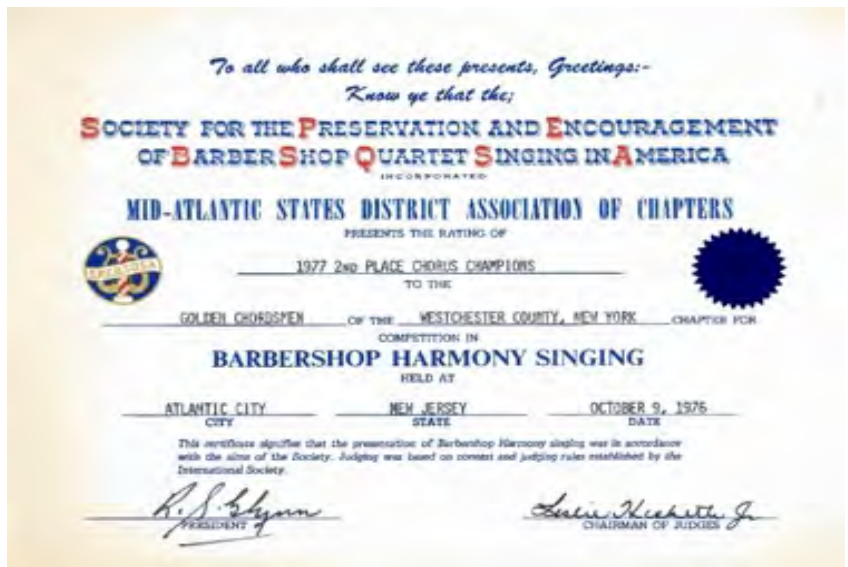 To all who shall see these presents, Greetings:-
Know ye that the;
SOCIETY FOR THE PRESERVATION AND ENCOURAGEMENT
OF BARBER SHOP QUARTET SINGING IN AMERICA
INCORPORATED
MID-ATLANTIC STATES DISTRICT ASSOCIATION OF CHAPTERS
PRESENTS THE RATING OF
SPEBSQSA
1977 2ND PLACE CHORUS CHAMPIONS
TO THE
GOLDEN CHORDSMEN OF THE WESTCHESTER COUNTY, NEW YORK CHAPTER FOR
COMPETITION IN
BARBERSHOP HARMONY SINGING
HELD AT
ATLANTIC CITY NEW JERSEY OCTOBER 9, 1976
CITY STATE DATE
This certificate signifies that the presentation of Barbershop Harmony singing was in accordance
with the aims of the Society. Judging was based on contest and judging rules established by the
International Society.
R. S. Glynn Leslie Hesketh Jr
PRESIDENT CHAIRMAN OF JUDGES